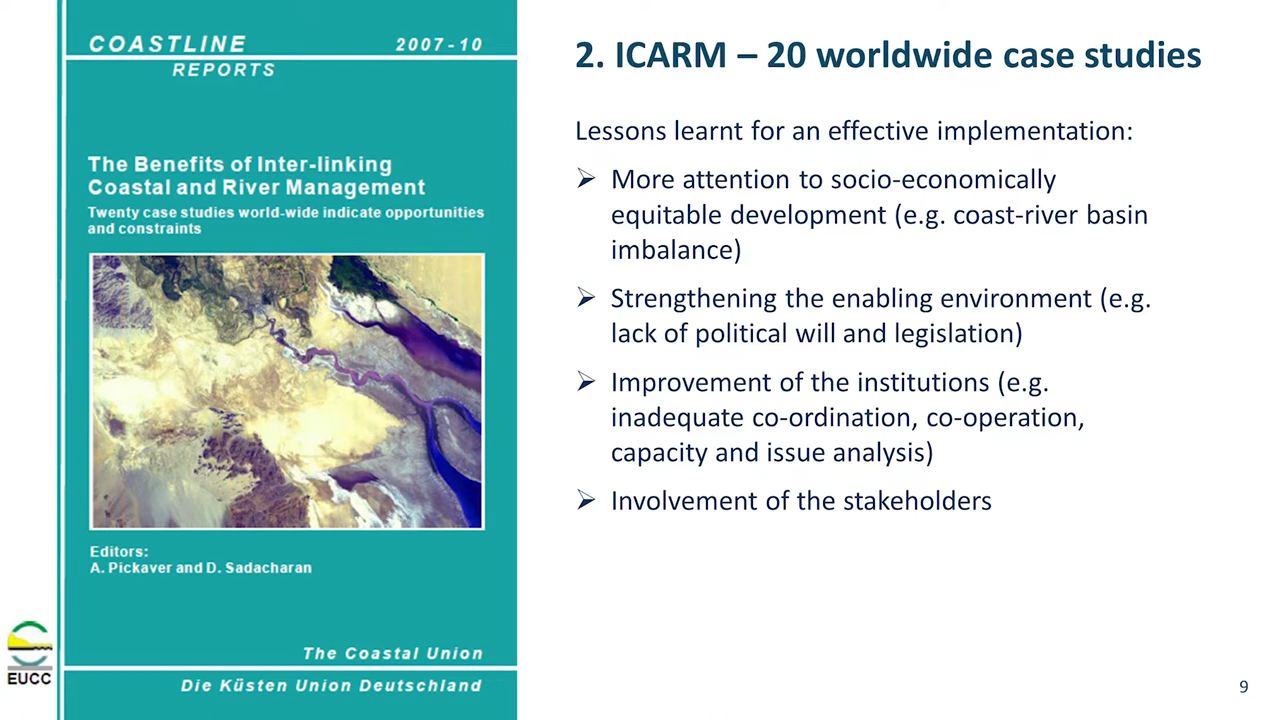 COASTLINE 2007-10
REPORTS
The Benefits of Inter-linking
Coastal and River Management
Twenty case studies world-wide indicate opportunities
and constraints
Editors:
A. Pickaver and D. Sadacharan
The Coastal Union
Die Küsten Union Deutschland
EUCC
2. ICARM – 20 worldwide case studies
Lessons learnt for an effective implementation:
➢ More attention to socio-economically
equitable development (e.g. coast-river basin
imbalance)
➢ Strengthening the enabling environment (e.g.
lack of political will and legislation)
➢ Improvement of the institutions (e.g.
inadequate co-ordination, co-operation,
capacity and issue analysis)
➢ Involvement of the stakeholders
9